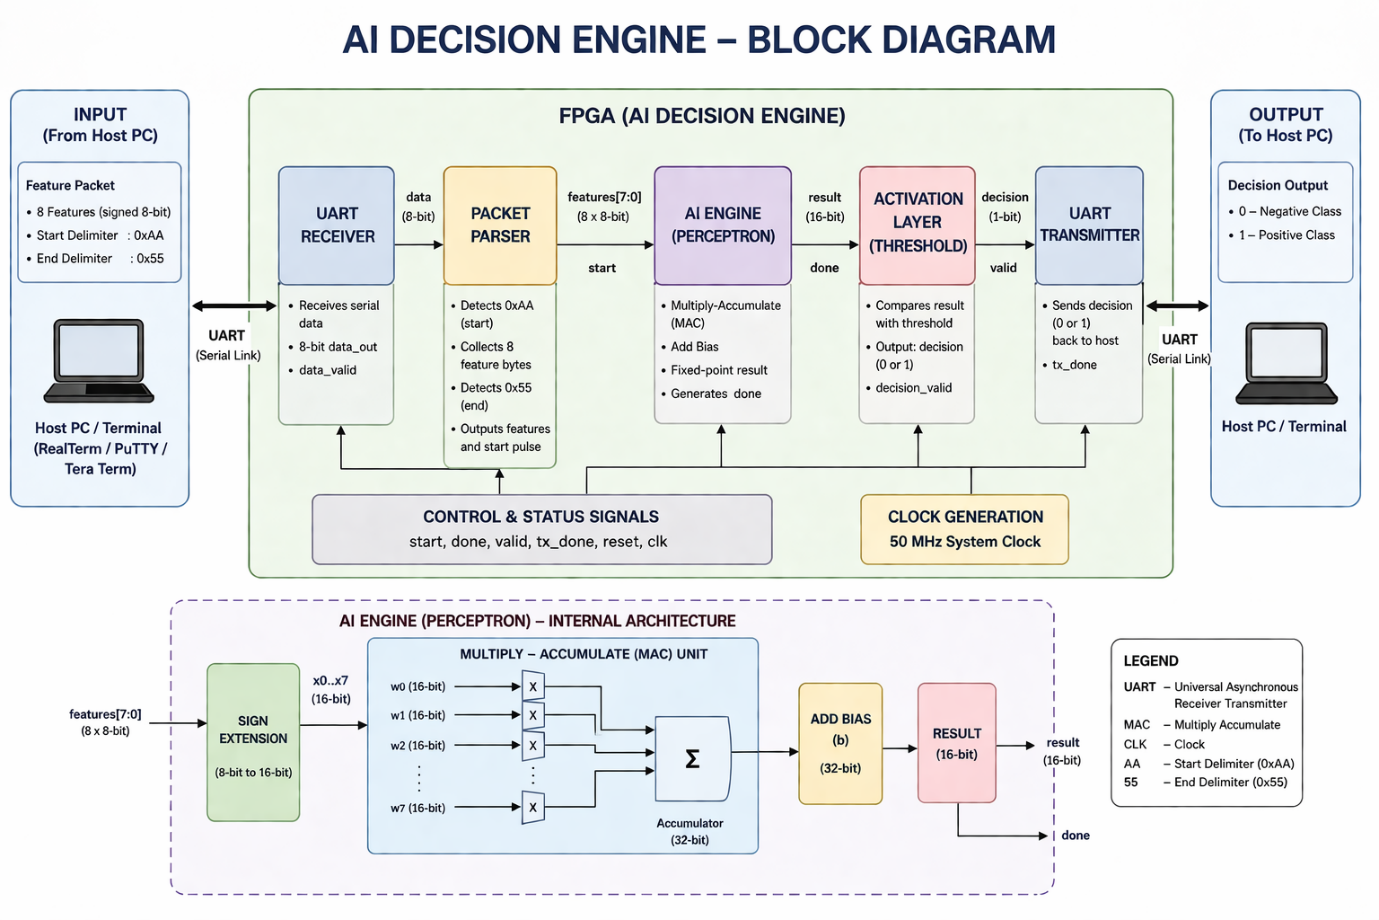 AI DECISION ENGINE – BLOCK DIAGRAM
INPUT
(From Host PC)
Feature Packet
• 8 Features (signed 8-bit)
• Start Delimiter : 0xAA
• End Delimiter : 0x55
Host PC / Terminal
(RealTerm / PuTTY /
Tera Term)
UART
(Serial Link)
FPGA (AI DECISION ENGINE)
UART
RECEIVER
• Receives serial
data
• 8-bit data_out
• data_valid
data
(8-bit)
PACKET
PARSER
• Detects 0xAA
(start)
• Collects 8
feature bytes
• Detects 0x55
(end)
• Outputs features
and start pulse
features[7:0]
(8 x 8-bit)
start
AI ENGINE
(PERCEPTRON)
• Multiply-Accumulate
(MAC)
• Add Bias
• Fixed-point result
• Generates done
result
(16-bit)
done
ACTIVATION
LAYER
(THRESHOLD)
• Compares result
with threshold
• Output: decision
(0 or 1)
• decision_valid
decision
(1-bit)
valid
UART
TRANSMITTER
• Sends decision
(0 or 1)
back to host
• tx_done
UART
(Serial Link)
OUTPUT
(To Host PC)
Decision Output
• 0 – Negative Class
• 1 – Positive Class
Host PC / Terminal
CONTROL & STATUS SIGNALS
start, done, valid, tx_done, reset, clk
CLOCK GENERATION
50 MHz System Clock
AI ENGINE (PERCEPTRON) – INTERNAL ARCHITECTURE
features[7:0]
(8 x 8-bit)
SIGN
EXTENSION
(8-bit to 16-bit)
x0..x7
(16-bit)
MULTIPLY – ACCUMULATE (MAC) UNIT
w0 (16-bit) X
w1 (16-bit) X
w2 (16-bit) X
w7 (16-bit) X
Σ
Accumulator
(32-bit)
ADD BIAS
(b)
(32-bit)
RESULT
(16-bit)
result
(16-bit)
done
LEGEND
UART – Universal Asynchronous
Receiver Transmitter
MAC – Multiply Accumulate
CLK – Clock
AA – Start Delimiter (0xAA)
55 – End Delimiter (0x55)